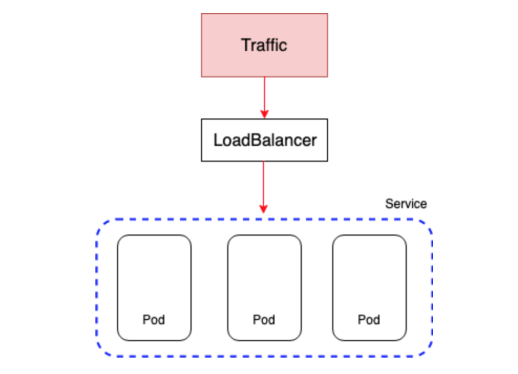 Traffic
LoadBalancer
Service
Pod
Pod
Pod